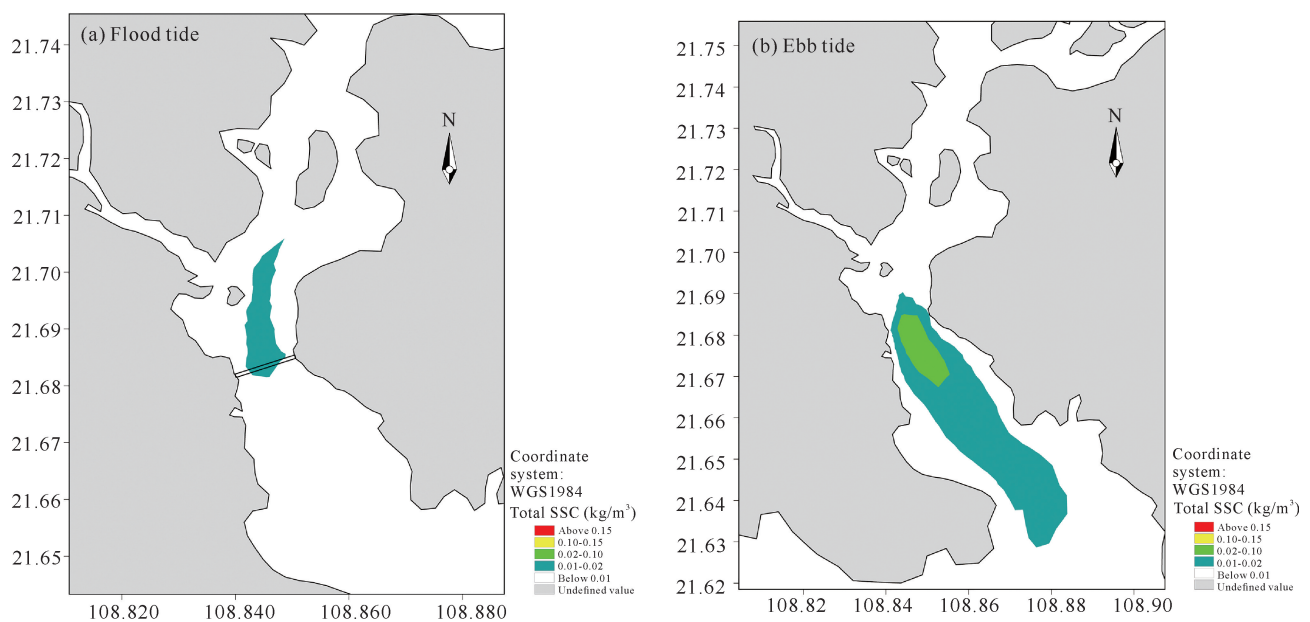 (a) Flood tide
N
21.74
21.73
21.72
21.71
21.70
21.69
21.68
21.67
21.66
21.65
108.820
108.840
108.860
108.880
Coordinate
system:
WGS1984
Total SSC (kg/m³)
Above 0.15
0.10-0.15
0.02-0.10
0.01-0.02
Below 0.01
Undefined value
(b) Ebb tide
N
21.75
21.74
21.73
21.72
21.71
21.70
21.69
21.68
21.67
21.66
21.65
21.64
21.63
21.62
108.82
108.84
108.86
108.88
108.90
Coordinate
system:
WGS1984
Total SSC (kg/m³)
Above 0.15
0.10-0.15
0.02-0.10
0.01-0.02
Below 0.01
Undefined value